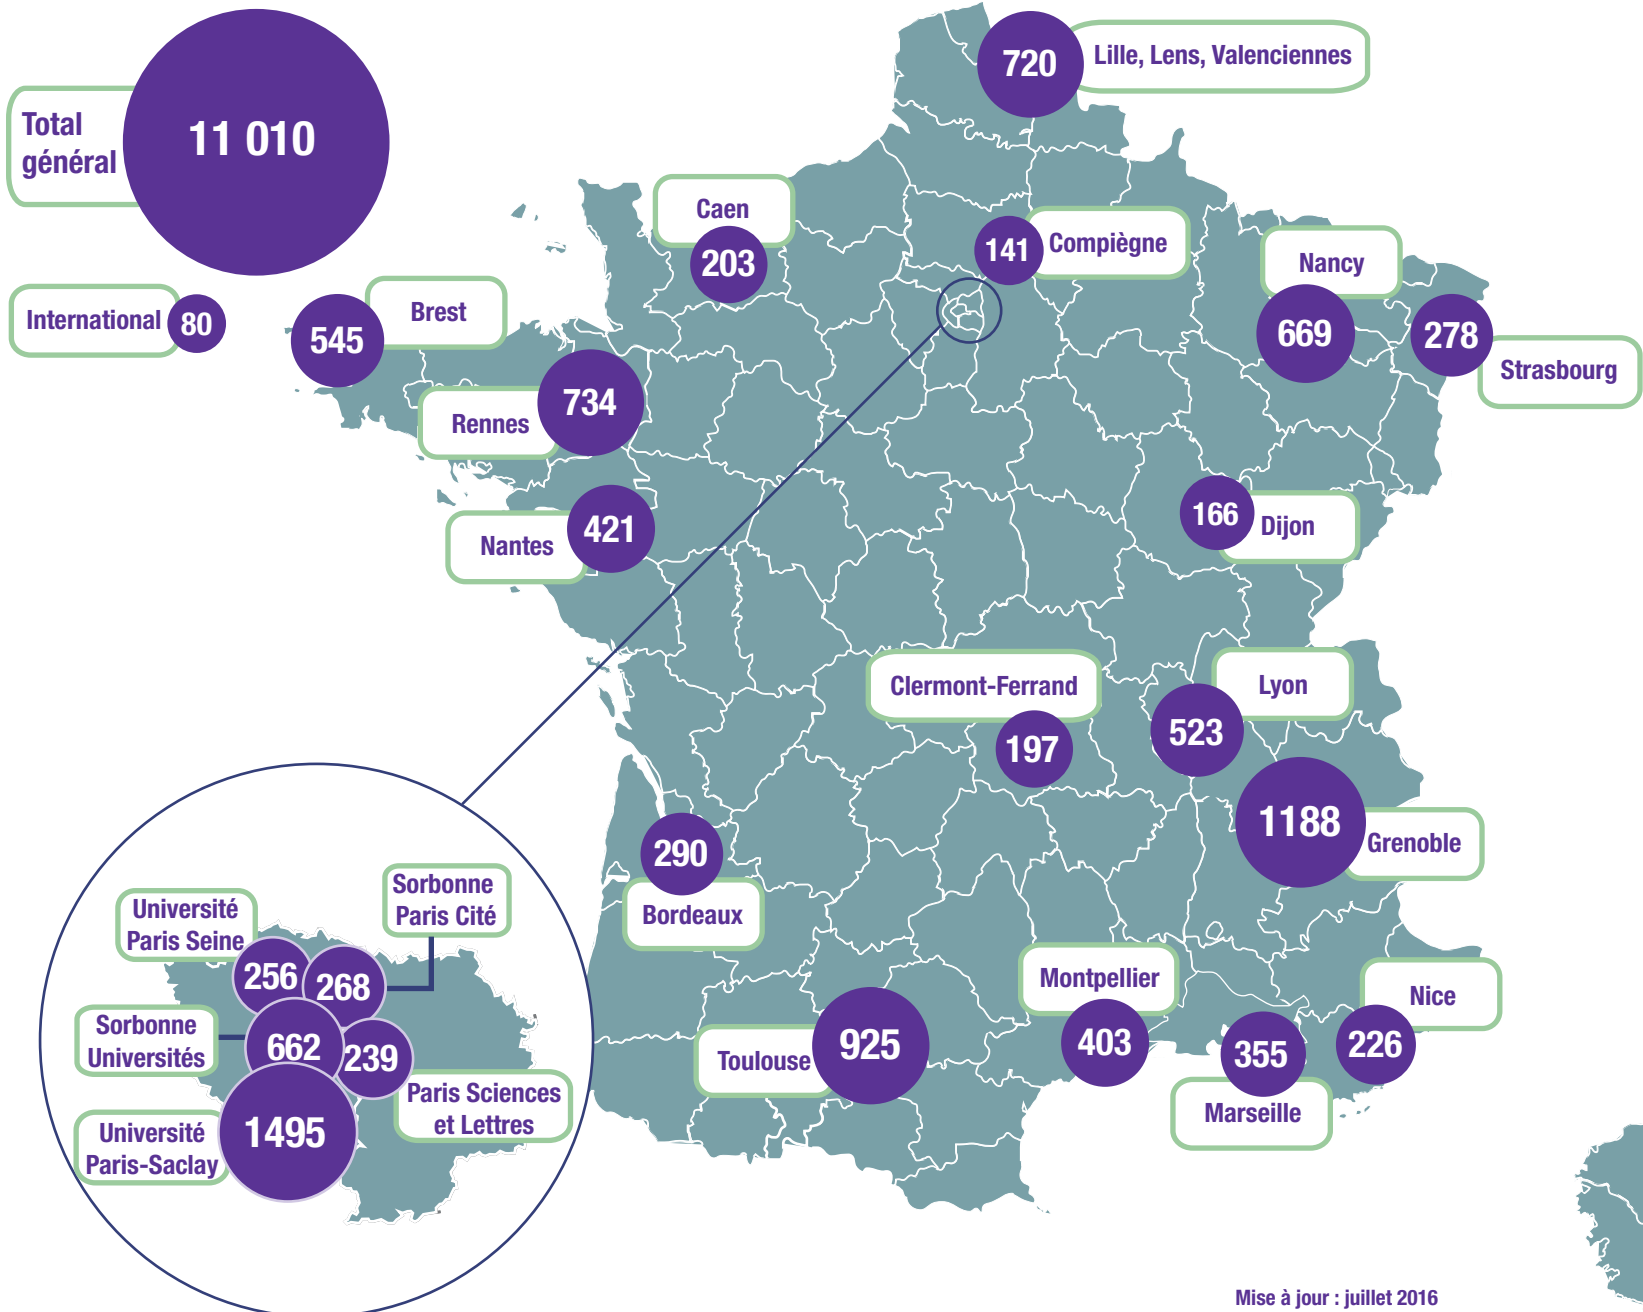 Total
général
11 010
International
80
720
Lille, Lens, Valenciennes
Caen
203
141
Compiègne
Nancy
669
278
Strasbourg
545
Brest
Rennes
734
Nantes
421
166
Dijon
Clermont-Ferrand
197
Lyon
523
1188
Grenoble
290
Bordeaux
Toulouse
925
Montpellier
403
355
Marseille
Nice
226
Université
Paris Seine
256
Sorbonne
Paris Cité
268
Sorbonne
Universités
662
239
Paris Sciences
et Lettres
Université
Paris-Saclay
1495
Mise à jour : juillet 2016